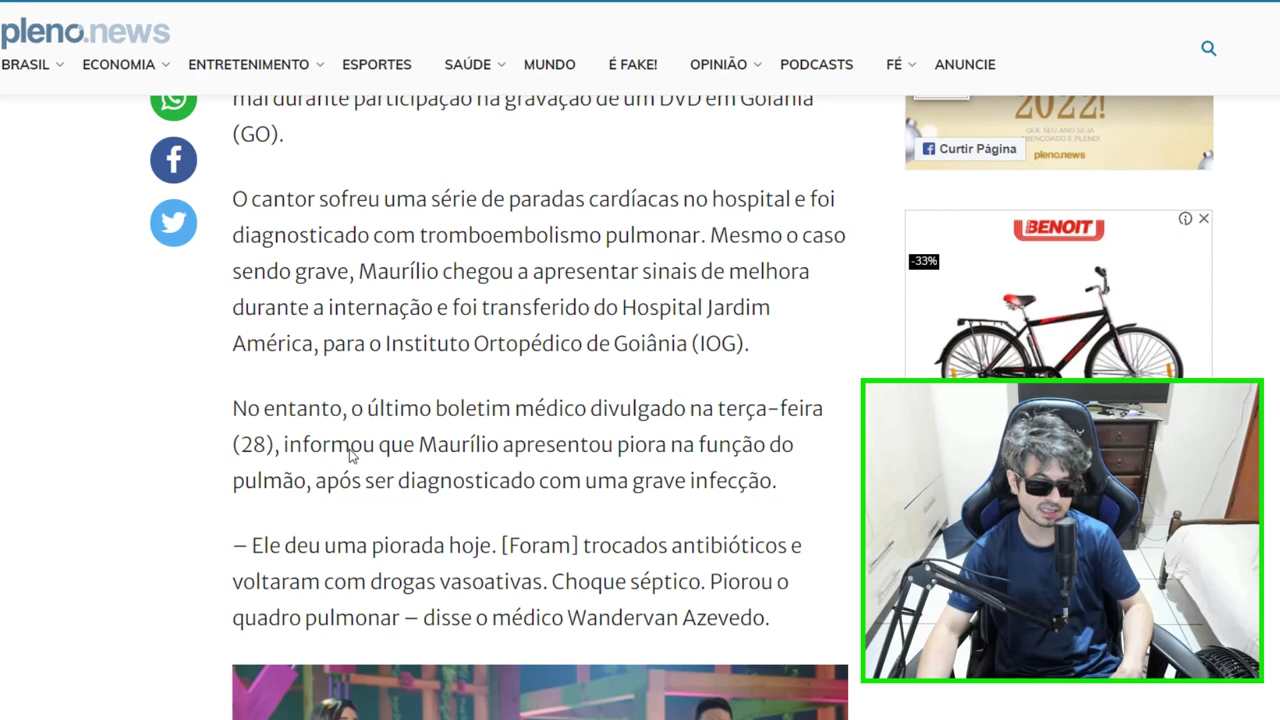 pleno.news
BRASIL ECONOMIA ENTRETENIMENTO ESPORTES SAÚDE MUNDO É FAKE! OPINIÃO PODCASTS FÉ ANUNCIE
mal durante participação na gravação de um DVD em Goiânia
(GO).
O cantor sofreu uma série de paradas cardíacas no hospital e foi
diagnosticado com tromboembolismo pulmonar. Mesmo o caso
sendo grave, Maurílio chegou a apresentar sinais de melhora
durante a internação e foi transferido do Hospital Jardim
América, para o Instituto Ortopédico de Goiânia (IOG).
No entanto, o último boletim médico divulgado na terça-feira
(28), informou que Maurílio apresentou piora na função do
pulmão, após ser diagnosticado com uma grave infecção.
– Ele deu uma piorada hoje. [Foram] trocados antibióticos e
voltaram com drogas vasoativas. Choque séptico. Piorou o
quadro pulmonar – disse o médico Wandervan Azevedo.
2022!
QUE SEU ANO SEJA
ABENÇOADO E PLENO!
Curtir Página
pleno.news
BENOIT
-33%